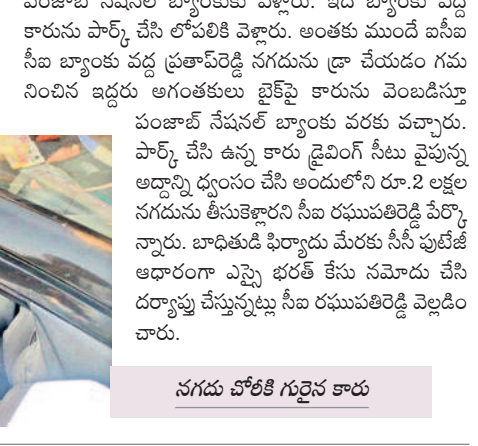 పంజాబ్ నేషనల్ బ్యాంకుకు వెళ్లారు. ఇదే బ్యాంకు వద్ద
కారును పార్క్ చేసి లోపలికి వెళ్లారు. అంతకు ముందే ఐసీఐ
సీఐ బ్యాంకు వద్ద ప్రతాప్‌రెడ్డి నగదును డ్రా చేయడం గమ
నించిన ఇద్దరు అగంతకులు బైక్‌పై కారును వెంబడిస్తూ
పంజాబ్ నేషనల్ బ్యాంకు వరకు వచ్చారు.
పార్క్ చేసి ఉన్న కారు డ్రైవింగ్ సీటు వైపున్న
అద్దాన్ని ధ్వంసం చేసి అందులోని రూ.2 లక్షల
నగదును తీసుకెళ్లారని సీఐ రఘుపతిరెడ్డి పేర్కొ
న్నారు. బాధితుడి ఫిర్యాదు మేరకు సీసీ ఫుటేజీ
ఆధారంగా ఎస్సై భరత్ కేసు నమోదు చేసి
దర్యాప్తు చేస్తున్నట్లు సీఐ రఘుపతిరెడ్డి వెల్లడిం
చారు.
నగదు చోరీకి గురైన కారు